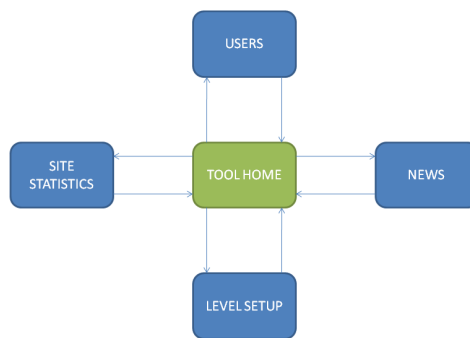 USERS
SITE
STATISTICS
TOOL HOME
NEWS
LEVEL SETUP